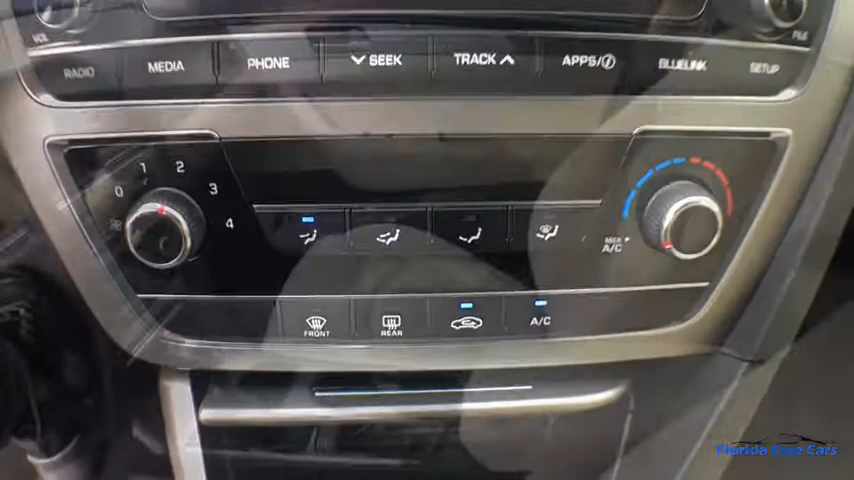 VOL
FILE
RADIO MEDIA PHONE SEEK TRACK APPS/i BLUELINK SETUP
0 1 2 3 4
MAX A/C
FRONT REAR A/C
Florida Fine Cars